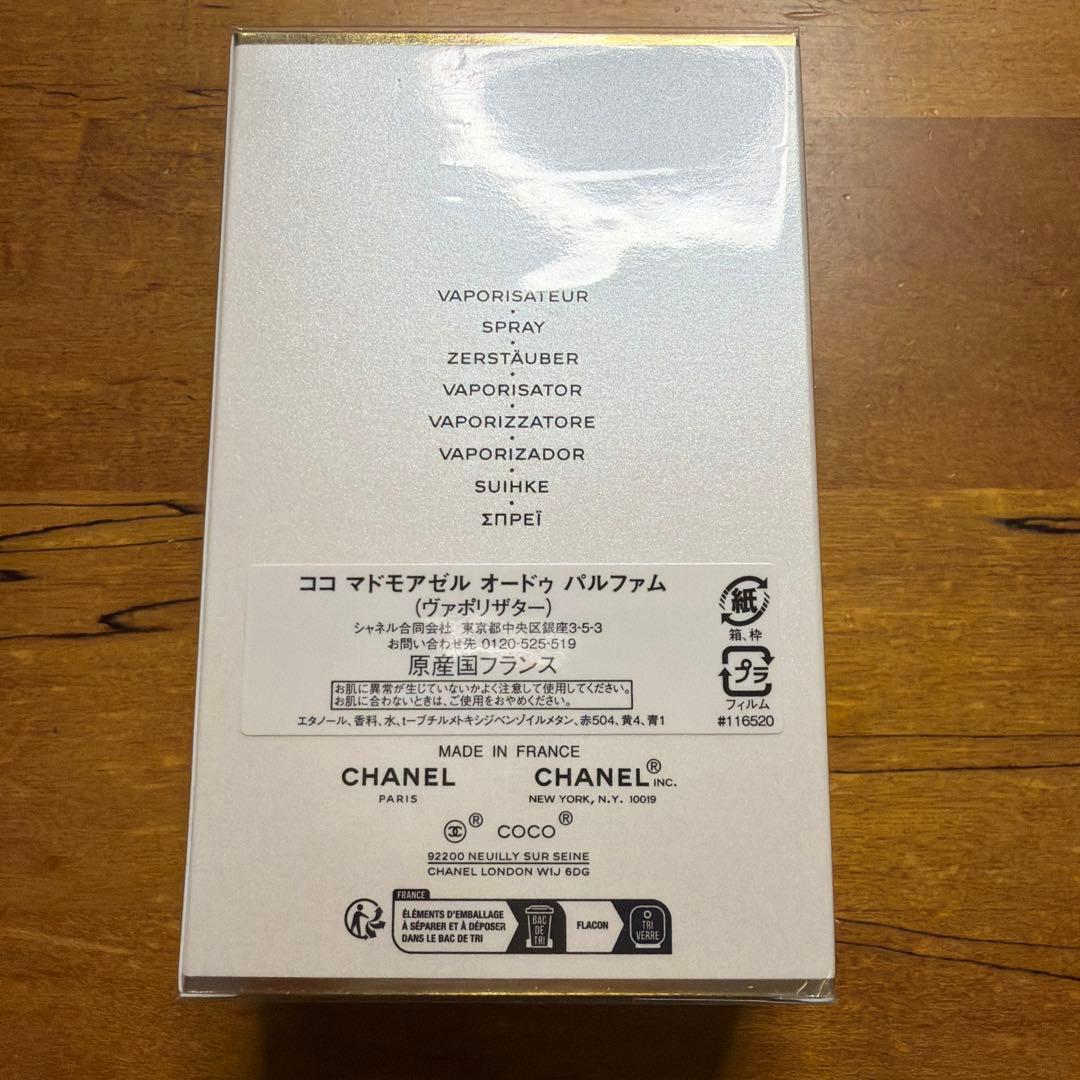 VAPORISATEUR
SPRAY
ZERSTÄUBER
VAPORISATOR
VAPORIZZATORE
VAPORIZADOR
SUIHKE
ΣΠΡΕΪ
ココ マドモアゼル オードゥ パルファム
(ヴァポリザター)
シャネル合同会社 東京都中央区銀座3-5-3
お問い合わせ先 0120-525-519
原産国フランス
お肌に異常が生じていないかよく注意して使用してください。
お肌に合わないときは、ご使用をおやめください。
エタノール、香料、水、t-ブチルメトキシジベンゾイルメタン、赤504、黄4、青1
紙
箱、枠
プラ
フィルム
#116520
MADE IN FRANCE
CHANEL
PARIS
CHANEL® INC.
NEW YORK, N.Y. 10019
® COCO®
92200 NEUILLY SUR SEINE
CHANEL LONDON W1J 6DG
FRANCE
ÉLÉMENTS D'EMBALLAGE
À SÉPARER ET À DÉPOSER
DANS LE BAC DE TRI
BAC
DE
TRI
FLACON
TRI
VERRE